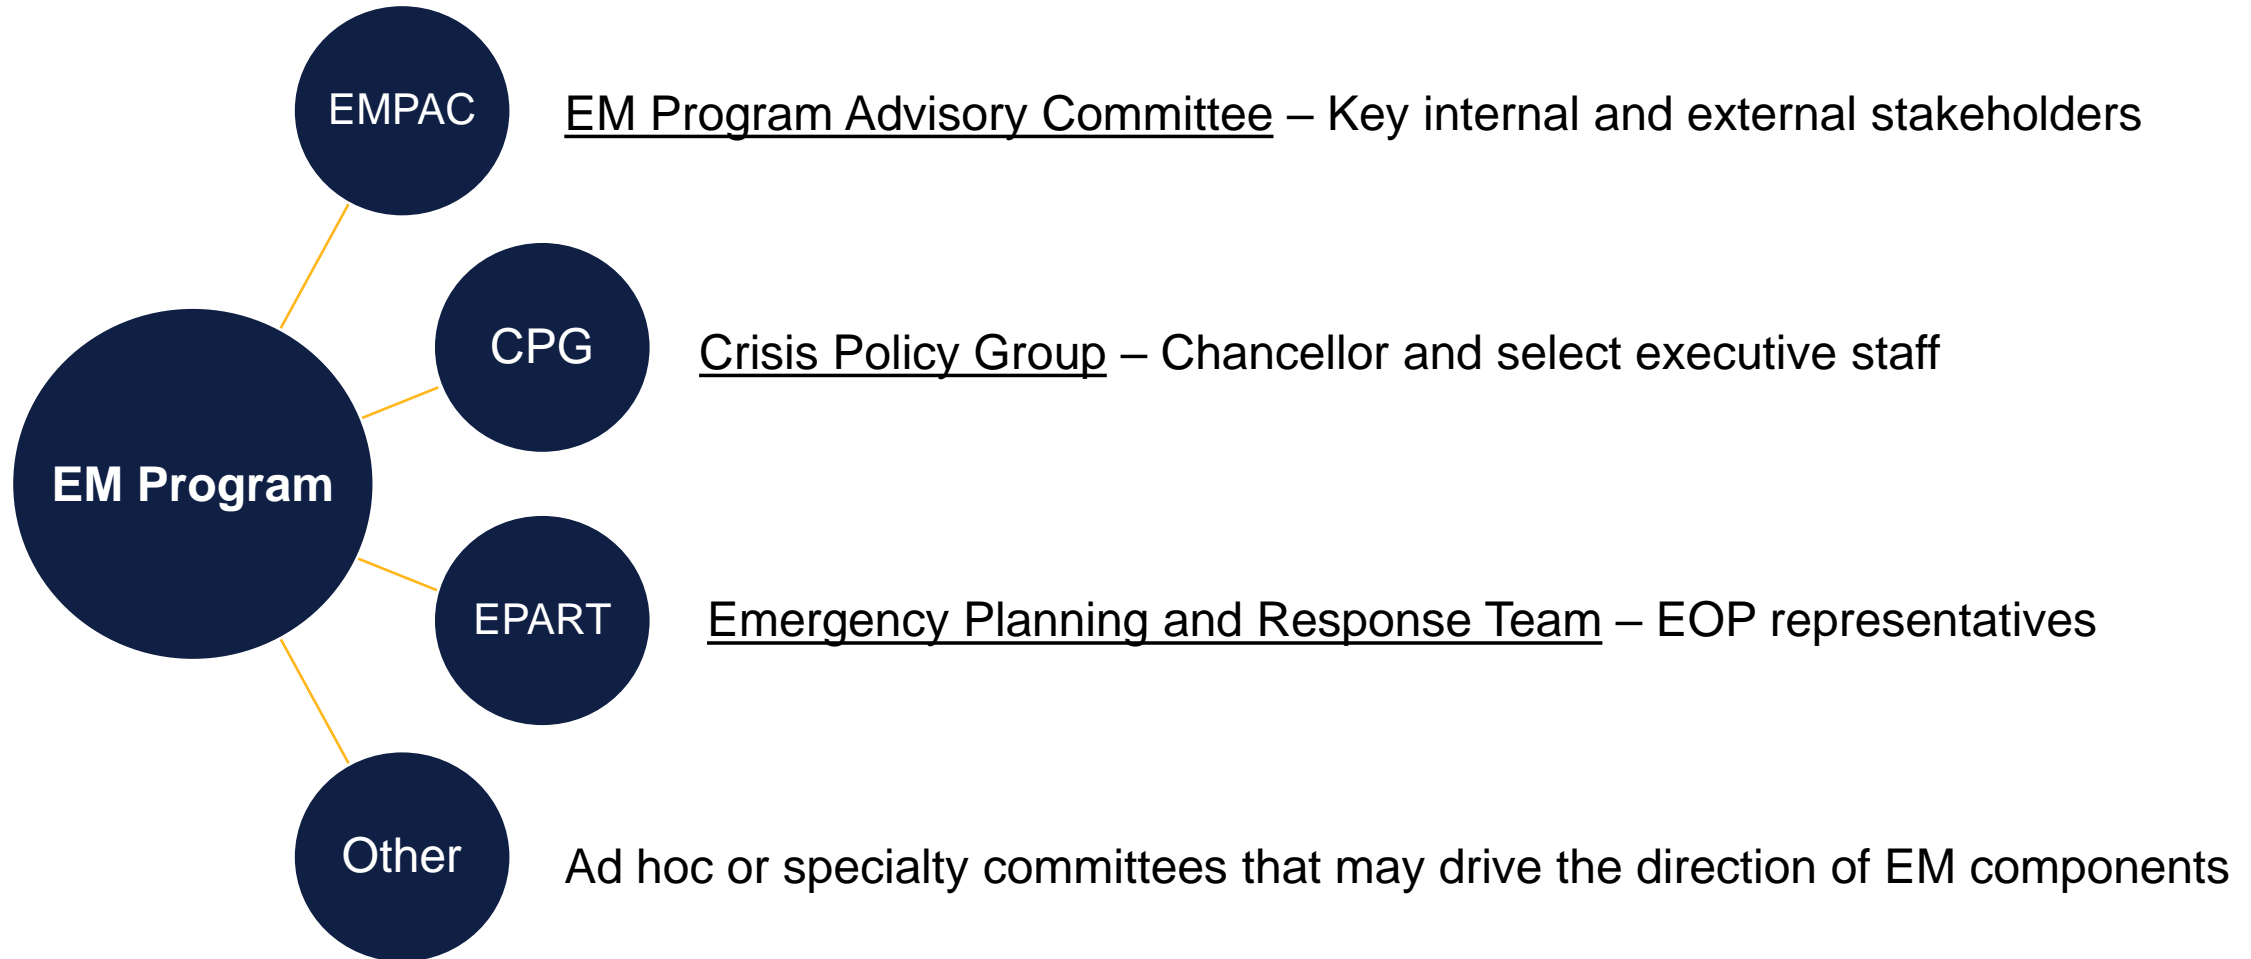 EMPAC
EM Program Advisory Committee – Key internal and external stakeholders
CPG
Crisis Policy Group – Chancellor and select executive staff
EM Program
EPART
Emergency Planning and Response Team – EOP representatives
Other
Ad hoc or specialty committees that may drive the direction of EM components